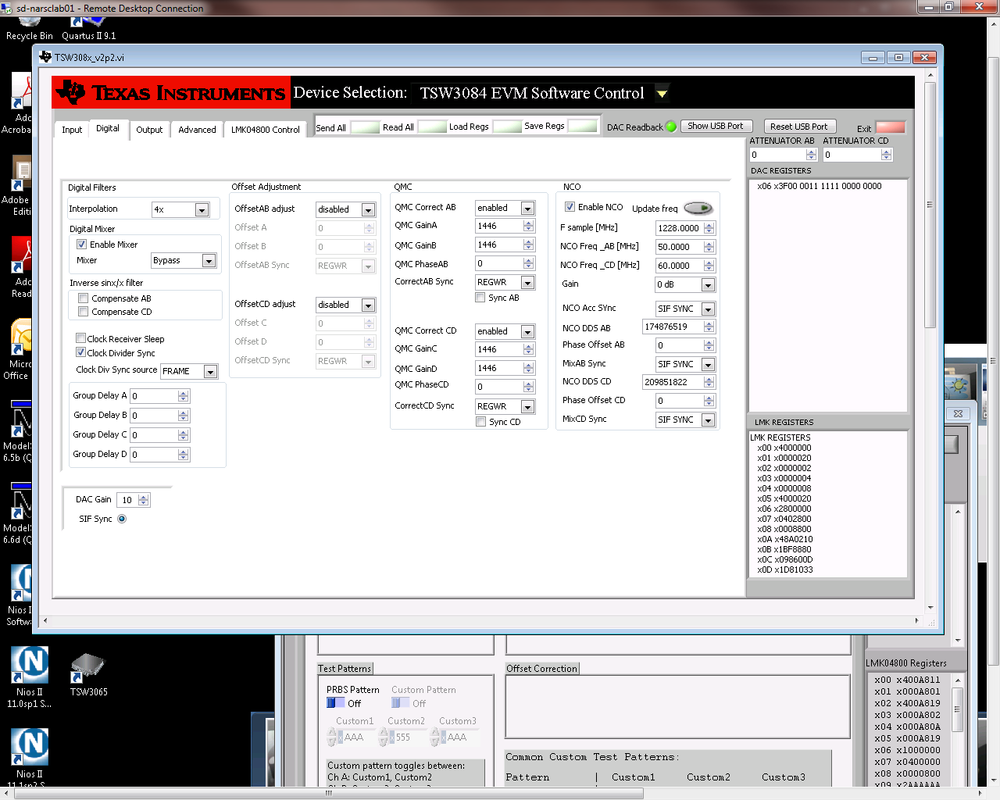 sd-narsclab01 - Remote Desktop Connection
Recycle Bin
Quartus II 9.1
TSW308x_v2p2.vi
TEXAS INSTRUMENTS
Device Selection:
TSW3084 EVM Software Control
Input
Digital
Output
Advanced
LMK04800 Control
Send All
Read All
Load Regs
Save Regs
DAC Readback
Show USB Port
Reset USB Port
Exit
ATTENUATOR AB
ATTENUATOR CD
0
0
DAC REGISTERS
x06 x3F00 0011 1111 0000 0000
Digital Filters
Interpolation
4x
Digital Mixer
Enable Mixer
Mixer
Bypass
Inverse sinx/x filter
Compensate AB
Compensate CD
Clock Receiver Sleep
Clock Divider Sync
Clock Div Sync source
FRAME
Group Delay A
0
Group Delay B
0
Group Delay C
0
Group Delay D
0
DAC Gain
10
SIF Sync
Offset Adjustment
OffsetAB adjust
disabled
Offset A
0
Offset B
0
OffsetAB Sync
REGWR
OffsetCD adjust
disabled
Offset C
0
Offset D
0
OffsetCD Sync
REGWR
QMC
QMC Correct AB
enabled
QMC GainA
1446
QMC GainB
1446
QMC PhaseAB
0
CorrectAB Sync
REGWR
Sync AB
QMC Correct CD
enabled
QMC GainC
1446
QMC GainD
1446
QMC PhaseCD
0
CorrectCD Sync
REGWR
Sync CD
NCO
Enable NCO
Update freq
F sample [MHz]
1228.0000
NCO Freq _AB [MHz]
50.0000
NCO Freq _CD [MHz]
60.0000
Gain
0 dB
NCO Acc SYnc
SIF SYNC
NCO DDS AB
174876519
Phase Offset AB
0
MixAB Sync
SIF SYNC
NCO DDS CD
209851822
Phase Offset CD
0
MixCD Sync
SIF SYNC
LMK REGISTERS
LMK REGISTERS
x00 x4000000
x01 x0000020
x02 x0000002
x03 x0000004
x04 x0000008
x05 x4000020
x06 x2800000
x07 x0402800
x08 x0008800
x0A x48A0210
x0B x1BF8880
x0C x098600D
x0D x1D81033
Ado
Acroba
Adobe
Editi
Ado
Read
Micro
Office
Model
6.5b (Q
Model
6.6d (Q
Nios I
Softw
Nios II
11.0sp1 S...
TSW3065
Nios II
11.1sp2 S
Test Patterns
PRBS Pattern
Custom Pattern
Off
Off
Custom1
Custom2
Custom3
x AAA
x 555
x AAA
Custom pattern toggles between:
Ch A: Custom1, Custom2
Offset Correction
Common Custom Test Patterns:
Pattern | Custom1 Custom2 Custom3
LMK04800 Registers
x00 x400A811
x01 x000A801
x02 x400A819
x03 x000A802
x04 x000A80A
x05 x000A819
x06 x1000000
x07 x0400000
x08 x0000800
x09 x2AAAAAA